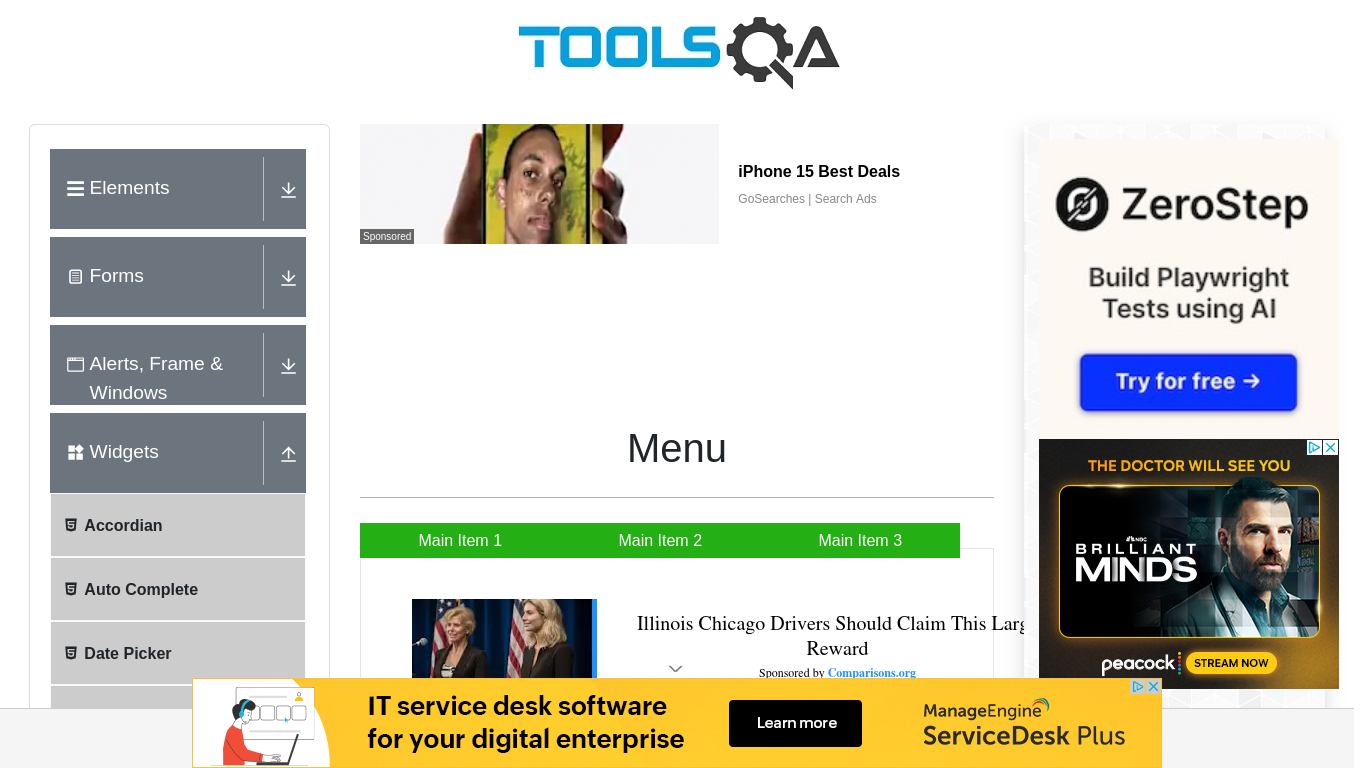 TOOLSQA
Elements
Forms
Alerts, Frame &
Windows
Widgets
Accordian
Auto Complete
Date Picker
Sponsored
iPhone 15 Best Deals
GoSearches | Search Ads
Menu
Main Item 1
Main Item 2
Main Item 3
Illinois Chicago Drivers Should Claim This Larg
Reward
Sponsored by Comparisons.org
ZeroStep
Build Playwright
Tests using AI
Try for free →
THE DOCTOR WILL SEE YOU
NBC
BRILLIANT
MINDS
peacock
STREAM NOW
IT service desk software
for your digital enterprise
Learn more
ManageEngine
ServiceDesk Plus